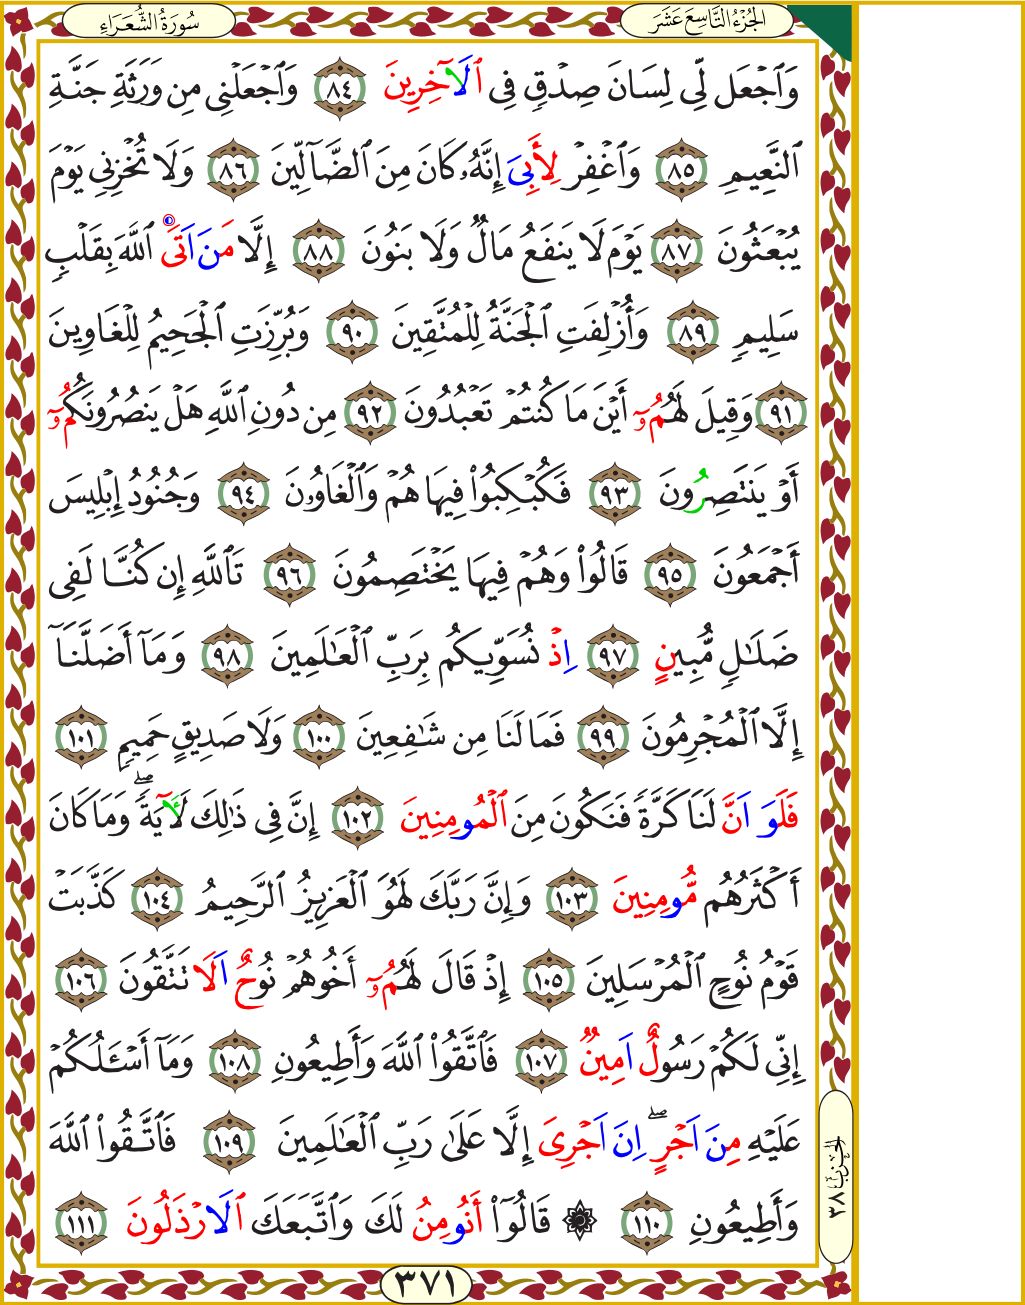 سُورَةُ الشُّعَرَاءِ
الجُزْءُ التَّاسِعَ عَشَرَ
وَٱجْعَل لِّى لِسَانَ صِدْقٍ فِى ٱلَاخِرِينَ ٨٤ وَٱجْعَلْنِى مِن وَرَثَةِ جَنَّةِ
ٱلنَّعِيمِ ٨٥ وَٱغْفِرْ لِأَبِىَ إِنَّهُۥ كَانَ مِنَ ٱلضَّآلِّينَ ٨٦ وَلَا تُخْزِنِى يَوْمَ
يُبْعَثُونَ ٨٧ يَوْمَ لَا يَنفَعُ مَالٌ وَلَا بَنُونَ ٨٨ إِلَّا مَنَ اَتَى ٱللَّهَ بِقَلْبٍ
سَلِيمٍ ٨٩ وَأُزْلِفَتِ ٱلْجَنَّةُ لِلْمُتَّقِينَ ٩٠ وَبُرِّزَتِ ٱلْجَحِيمُ لِلْغَاوِينَ
٩١ وَقِيلَ لَهُمُۥٓ أَيْنَ مَا كُنتُمْ تَعْبُدُونَ ٩٢ مِن دُونِ ٱللَّهِ هَلْ يَنصُرُونَكُمُۥٓ
أَوْ يَنتَصِرُونَ ٩٣ فَكُبْكِبُوا۟ فِيهَا هُمْ وَٱلْغَاوُۥنَ ٩٤ وَجُنُودُ إِبْلِيسَ
أَجْمَعُونَ ٩٥ قَالُوا۟ وَهُمْ فِيهَا يَخْتَصِمُونَ ٩٦ تَٱللَّهِ إِن كُنَّا لَفِى
ضَلَٰلٍ مُّبِينٍ ٩٧ اِذْ نُسَوِّيكُم بِرَبِّ ٱلْعَٰلَمِينَ ٩٨ وَمَآ أَضَلَّنَآ
إِلَّا ٱلْمُجْرِمُونَ ٩٩ فَمَا لَنَا مِن شَٰفِعِينَ ١٠٠ وَلَا صَدِيقٍ حَمِيمٍ ١٠١
فَلَوَ اَنَّ لَنَا كَرَّةً فَنَكُونَ مِنَ ٱلْمُومِنِينَ ١٠٢ إِنَّ فِى ذَٰلِكَ لَأٓيَةً ۖ وَمَا كَانَ
أَكْثَرُهُم مُّومِنِينَ ١٠٣ وَإِنَّ رَبَّكَ لَهُوَ ٱلْعَزِيزُ ٱلرَّحِيمُ ١٠٤ كَذَّبَتْ
قَوْمُ نُوحٍ ٱلْمُرْسَلِينَ ١٠٥ إِذْ قَالَ لَهُمُۥٓ أَخُوهُمْ نُوحٌ اَلَا تَتَّقُونَ ١٠٦
إِنِّى لَكُمْ رَسُولٌ اَمِينٌ ١٠٧ فَٱتَّقُوا۟ ٱللَّهَ وَأَطِيعُونِ ١٠٨ وَمَآ أَسْـَٔلُكُمْ
عَلَيْهِ مِنَ اَجْرٍ ۖ اِنَ اَجْرِىَ إِلَّا عَلَىٰ رَبِّ ٱلْعَٰلَمِينَ ١٠٩ فَٱتَّقُوا۟ ٱللَّهَ
وَأَطِيعُونِ ١١٠ ۞ قَالُوٓا۟ أَنُومِنُ لَكَ وَٱتَّبَعَكَ ٱلَارْذَلُونَ ١١١
الحِزْبُ ٣٨
٣٧١